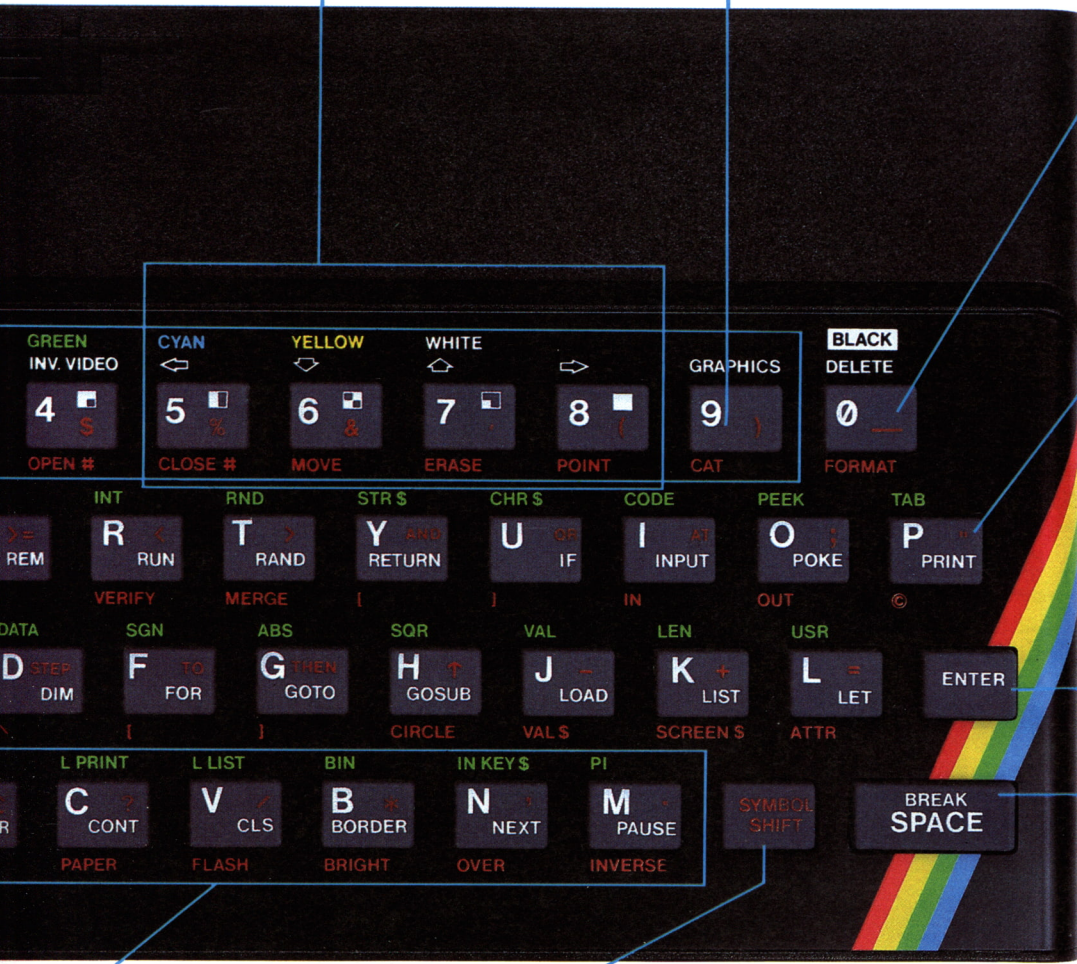 GREEN CYAN YELLOW WHITE BLACK
INV. VIDEO GRAPHICS DELETE
4 $ 5 % 6 & 7 ' 8 ( 9 ) 0 _
OPEN # CLOSE # MOVE ERASE POINT CAT FORMAT
INT RND STR $ CHR $ CODE PEEK TAB
>= R < T > Y AND U OR I AT O ; P "
REM RUN RAND RETURN IF INPUT POKE PRINT
VERIFY MERGE [ ] IN OUT ©
DATA SGN ABS SQR VAL LEN USR
D STEP F TO G THEN H ↑ J − K + L = ENTER
DIM FOR GOTO GOSUB LOAD LIST LET
\ [ ] CIRCLE VAL $ SCREEN $ ATTR
L PRINT L LIST BIN IN KEY $ PI
C ? V / B * N , M . SYMBOL BREAK
R CONT CLS BORDER NEXT PAUSE SHIFT SPACE
PAPER FLASH BRIGHT OVER INVERSE